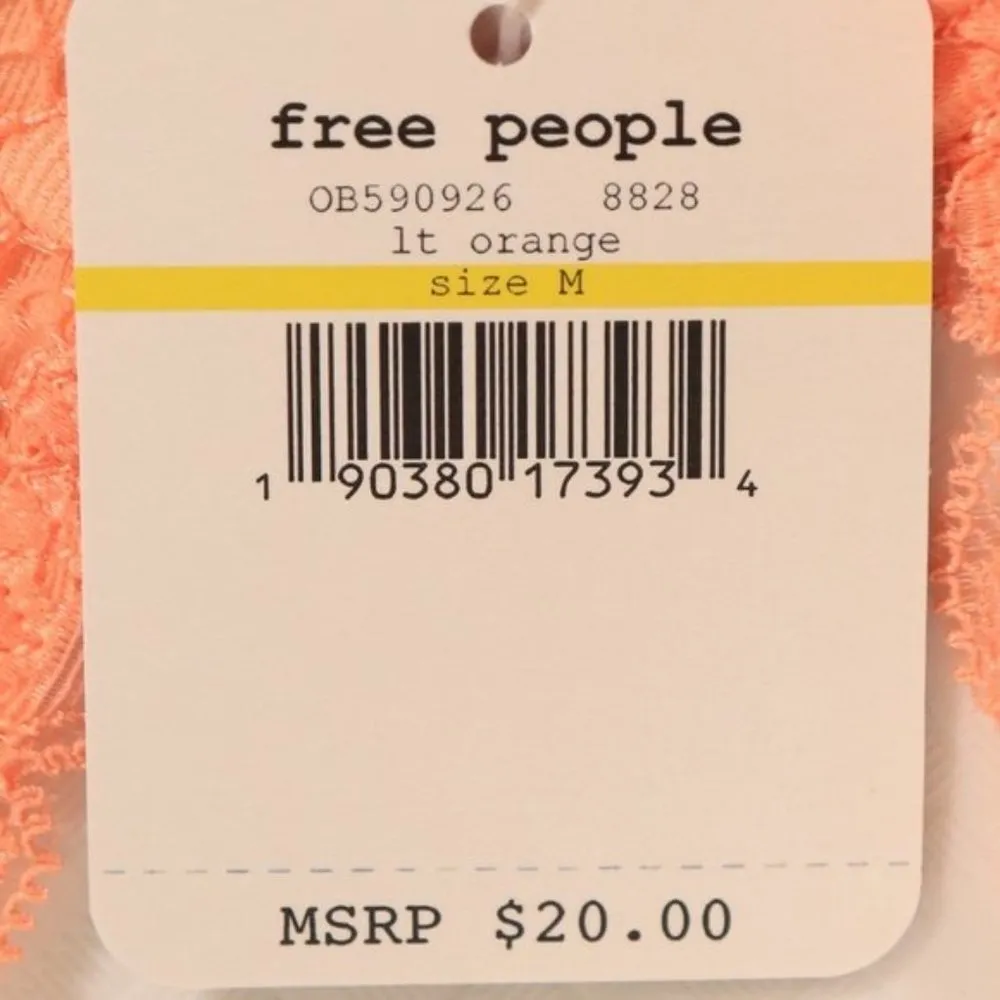 free people
OB590926 8828
lt orange
size M
1 90380 17393 4
MSRP $20.00